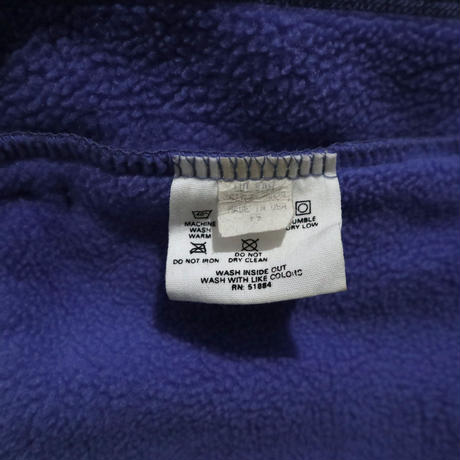 MADE IN USA
MACHINE
WASH
WARM
TUMBLE
DRY LOW
DO NOT IRON
DO NOT
DRY CLEAN
WASH INSIDE OUT
WASH WITH LIKE COLORS
RN: 51884